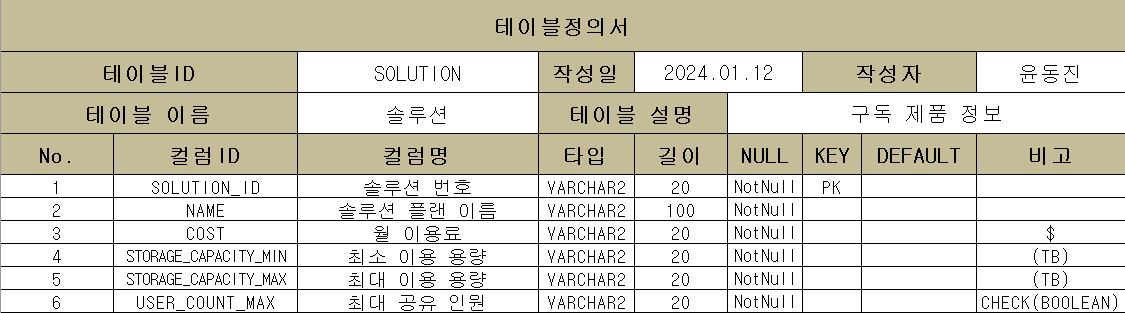 테이블정의서
테이블ID SOLUTION 작성일 2024.01.12 작성자 윤동진
테이블 이름 솔루션 테이블 설명 구독 제품 정보
No. 컬럼ID 컬럼명 타입 길이 NULL KEY DEFAULT 비고
1 SOLUTION_ID 솔루션 번호 VARCHAR2 20 NotNull PK
2 NAME 솔루션 플랜 이름 VARCHAR2 100 NotNull
3 COST 월 이용료 VARCHAR2 20 NotNull $
4 STORAGE_CAPACITY_MIN 최소 이용 용량 VARCHAR2 20 NotNull (TB)
5 STORAGE_CAPACITY_MAX 최대 이용 용량 VARCHAR2 20 NotNull (TB)
6 USER_COUNT_MAX 최대 공유 인원 VARCHAR2 20 NotNull CHECK(BOOLEAN)